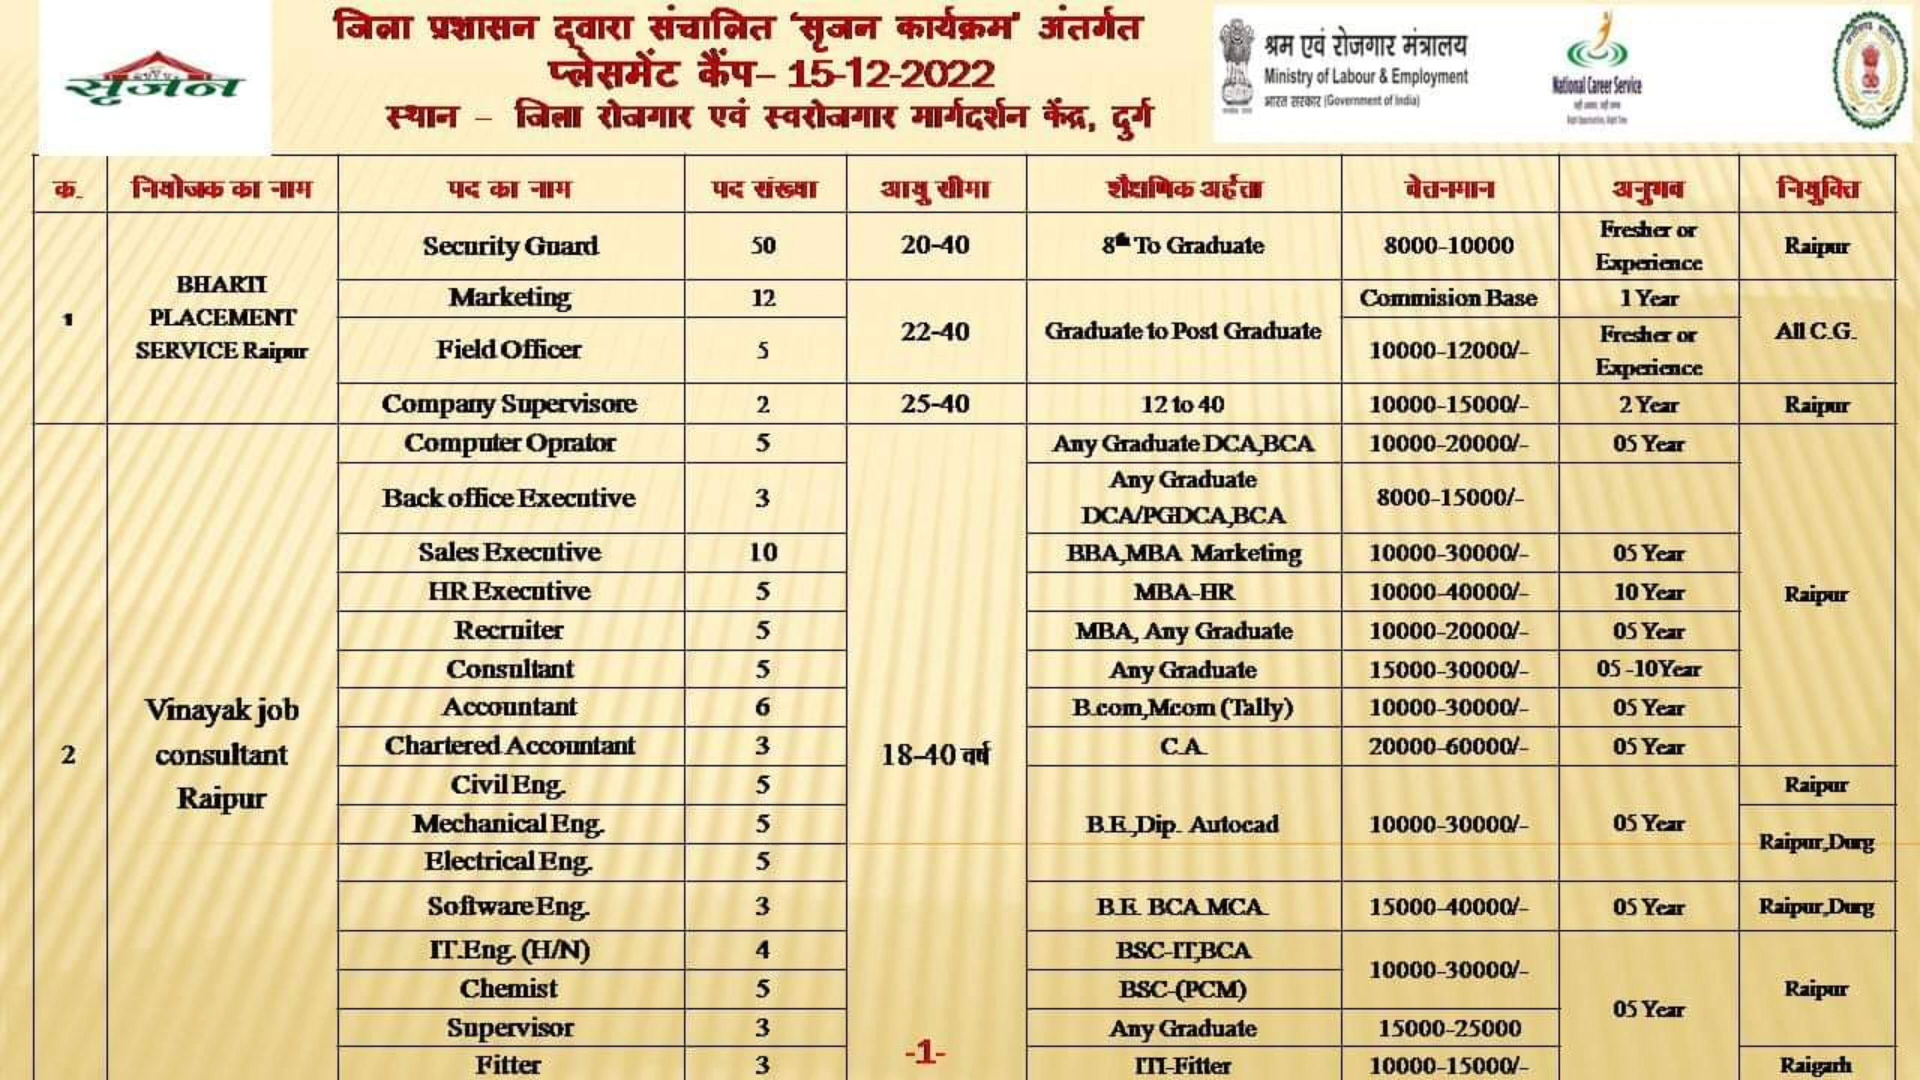 जिला प्रशासन द्वारा संचालित 'सृजन कार्यक्रम' अंतर्गत
प्लेसमेंट कैंप– 15-12-2022
स्थान – जिला रोजगार एवं स्वरोजगार मार्गदर्शन केंद्र, दुर्ग
सृजन
श्रम एवं रोजगार मंत्रालय
Ministry of Labour & Employment
भारत सरकार (Government of India)
National Career Service
क. नियोजक का नाम पद का नाम पद संख्या आयु सीमा शैक्षणिक अर्हता वेतनमान अनुभव नियुक्ति
1 BHARTI PLACEMENT SERVICE Raipur
Security Guard 50 20-40 8th To Graduate 8000-10000 Fresher or Experience Raipur
Marketing 12 22-40 Graduate to Post Graduate Commision Base 1 Year All C.G.
Field Officer 5 10000-12000/- Fresher or Experience
Company Supervisore 2 25-40 12 to 40 10000-15000/- 2 Year Raipur
2 Vinayak job consultant Raipur 18-40 वर्ष
Computer Oprator 5 Any Graduate DCA,BCA 10000-20000/- 05 Year Raipur
Back office Executive 3 Any Graduate DCA/PGDCA,BCA 8000-15000/-
Sales Executive 10 BBA,MBA Marketing 10000-30000/- 05 Year
HR Executive 5 MBA-HR 10000-40000/- 10 Year
Recruiter 5 MBA, Any Graduate 10000-20000/- 05 Year
Consultant 5 Any Graduate 15000-30000/- 05 -10Year
Accountant 6 B.com,Mcom (Tally) 10000-30000/- 05 Year
Chartered Accountant 3 C.A. 20000-60000/- 05 Year
Civil Eng. 5 B.E,Dip. Autocad 10000-30000/- 05 Year Raipur
Mechanical Eng. 5 Raipur,Durg
Electrical Eng. 5
Software Eng. 3 B.E. BCA.MCA. 15000-40000/- 05 Year Raipur,Durg
IT.Eng. (H/N) 4 BSC-IT,BCA 10000-30000/- 05 Year Raipur
Chemist 5 BSC-(PCM)
Supervisor 3 Any Graduate 15000-25000
Fitter 3 ITI-Fitter 10000-15000/- Raigarh
-1-